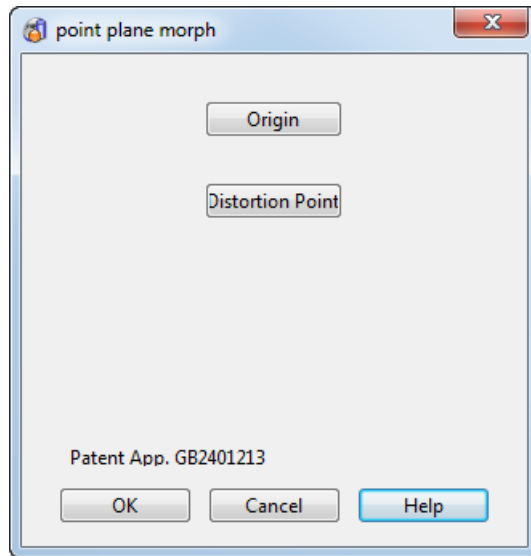 point plane morph
Origin
Distortion Point
Patent App. GB2401213
OK Cancel Help